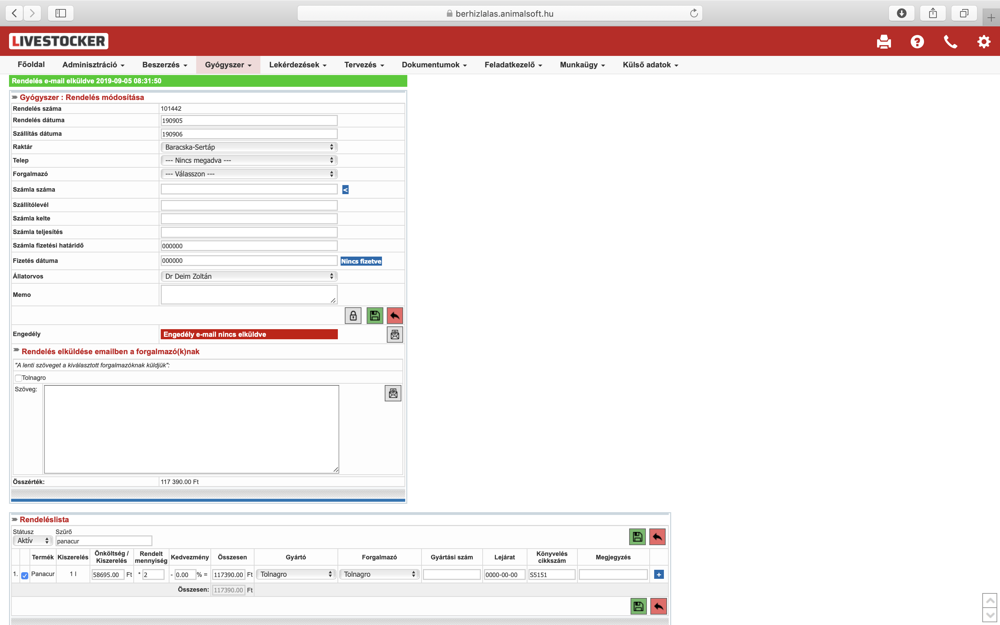 berhizlalas.animalsoft.hu
LIVESTOCKER
Főoldal Adminisztráció Beszerzés Gyógyszer Lekérdezések Tervezés Dokumentumok Feladatkezelő Munkaügy Külső adatok
Rendelés e-mail elküldve 2019-09-05 08:31:50
Gyógyszer : Rendelés módosítása
Rendelés száma 101442
Rendelés dátuma 190905
Szállítás dátuma 190906
Raktár Baracska-Sertáp
Telep --- Nincs megadva ---
Forgalmazó --- Válasszon ---
Számla száma <
Szállítólevél
Számla kelte
Számla teljesítés
Számla fizetési határidő 000000
Fizetés dátuma 000000 Nincs fizetve
Állatorvos Dr Deim Zoltán
Memo
Engedély Engedély e-mail nincs elküldve
Rendelés elküldése emailben a forgalmazó(k)nak
"A lenti szöveget a kiválasztott forgalmazóknak küldjük":
Tolnagro
Szöveg:
Összérték: 117 390.00 Ft
Rendeléslista
Státusz Szűrő
Aktív panacur
Termék Kiszerelés Önköltség / Kiszerelés Rendelt mennyiség Kedvezmény Összesen Gyártó Forgalmazó Gyártási szám Lejárat Könyvelés cikkszám Megjegyzés
1. Panacur 1 l 58695.00 Ft * 2 - 0.00 % = 117390.00 Ft Tolnagro Tolnagro 0000-00-00 S5151 +
Összesen: 117390.00 Ft